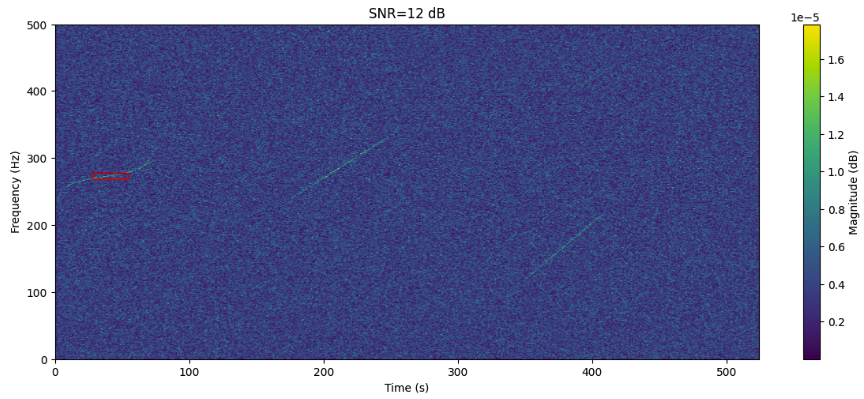 SNR=12 dB
1e−5
500
400
300
200
100
0
Frequency (Hz)
0 100 200 300 400 500
Time (s)
1.6
1.4
1.2
1.0
0.8
0.6
0.4
0.2
Magnitude (dB)